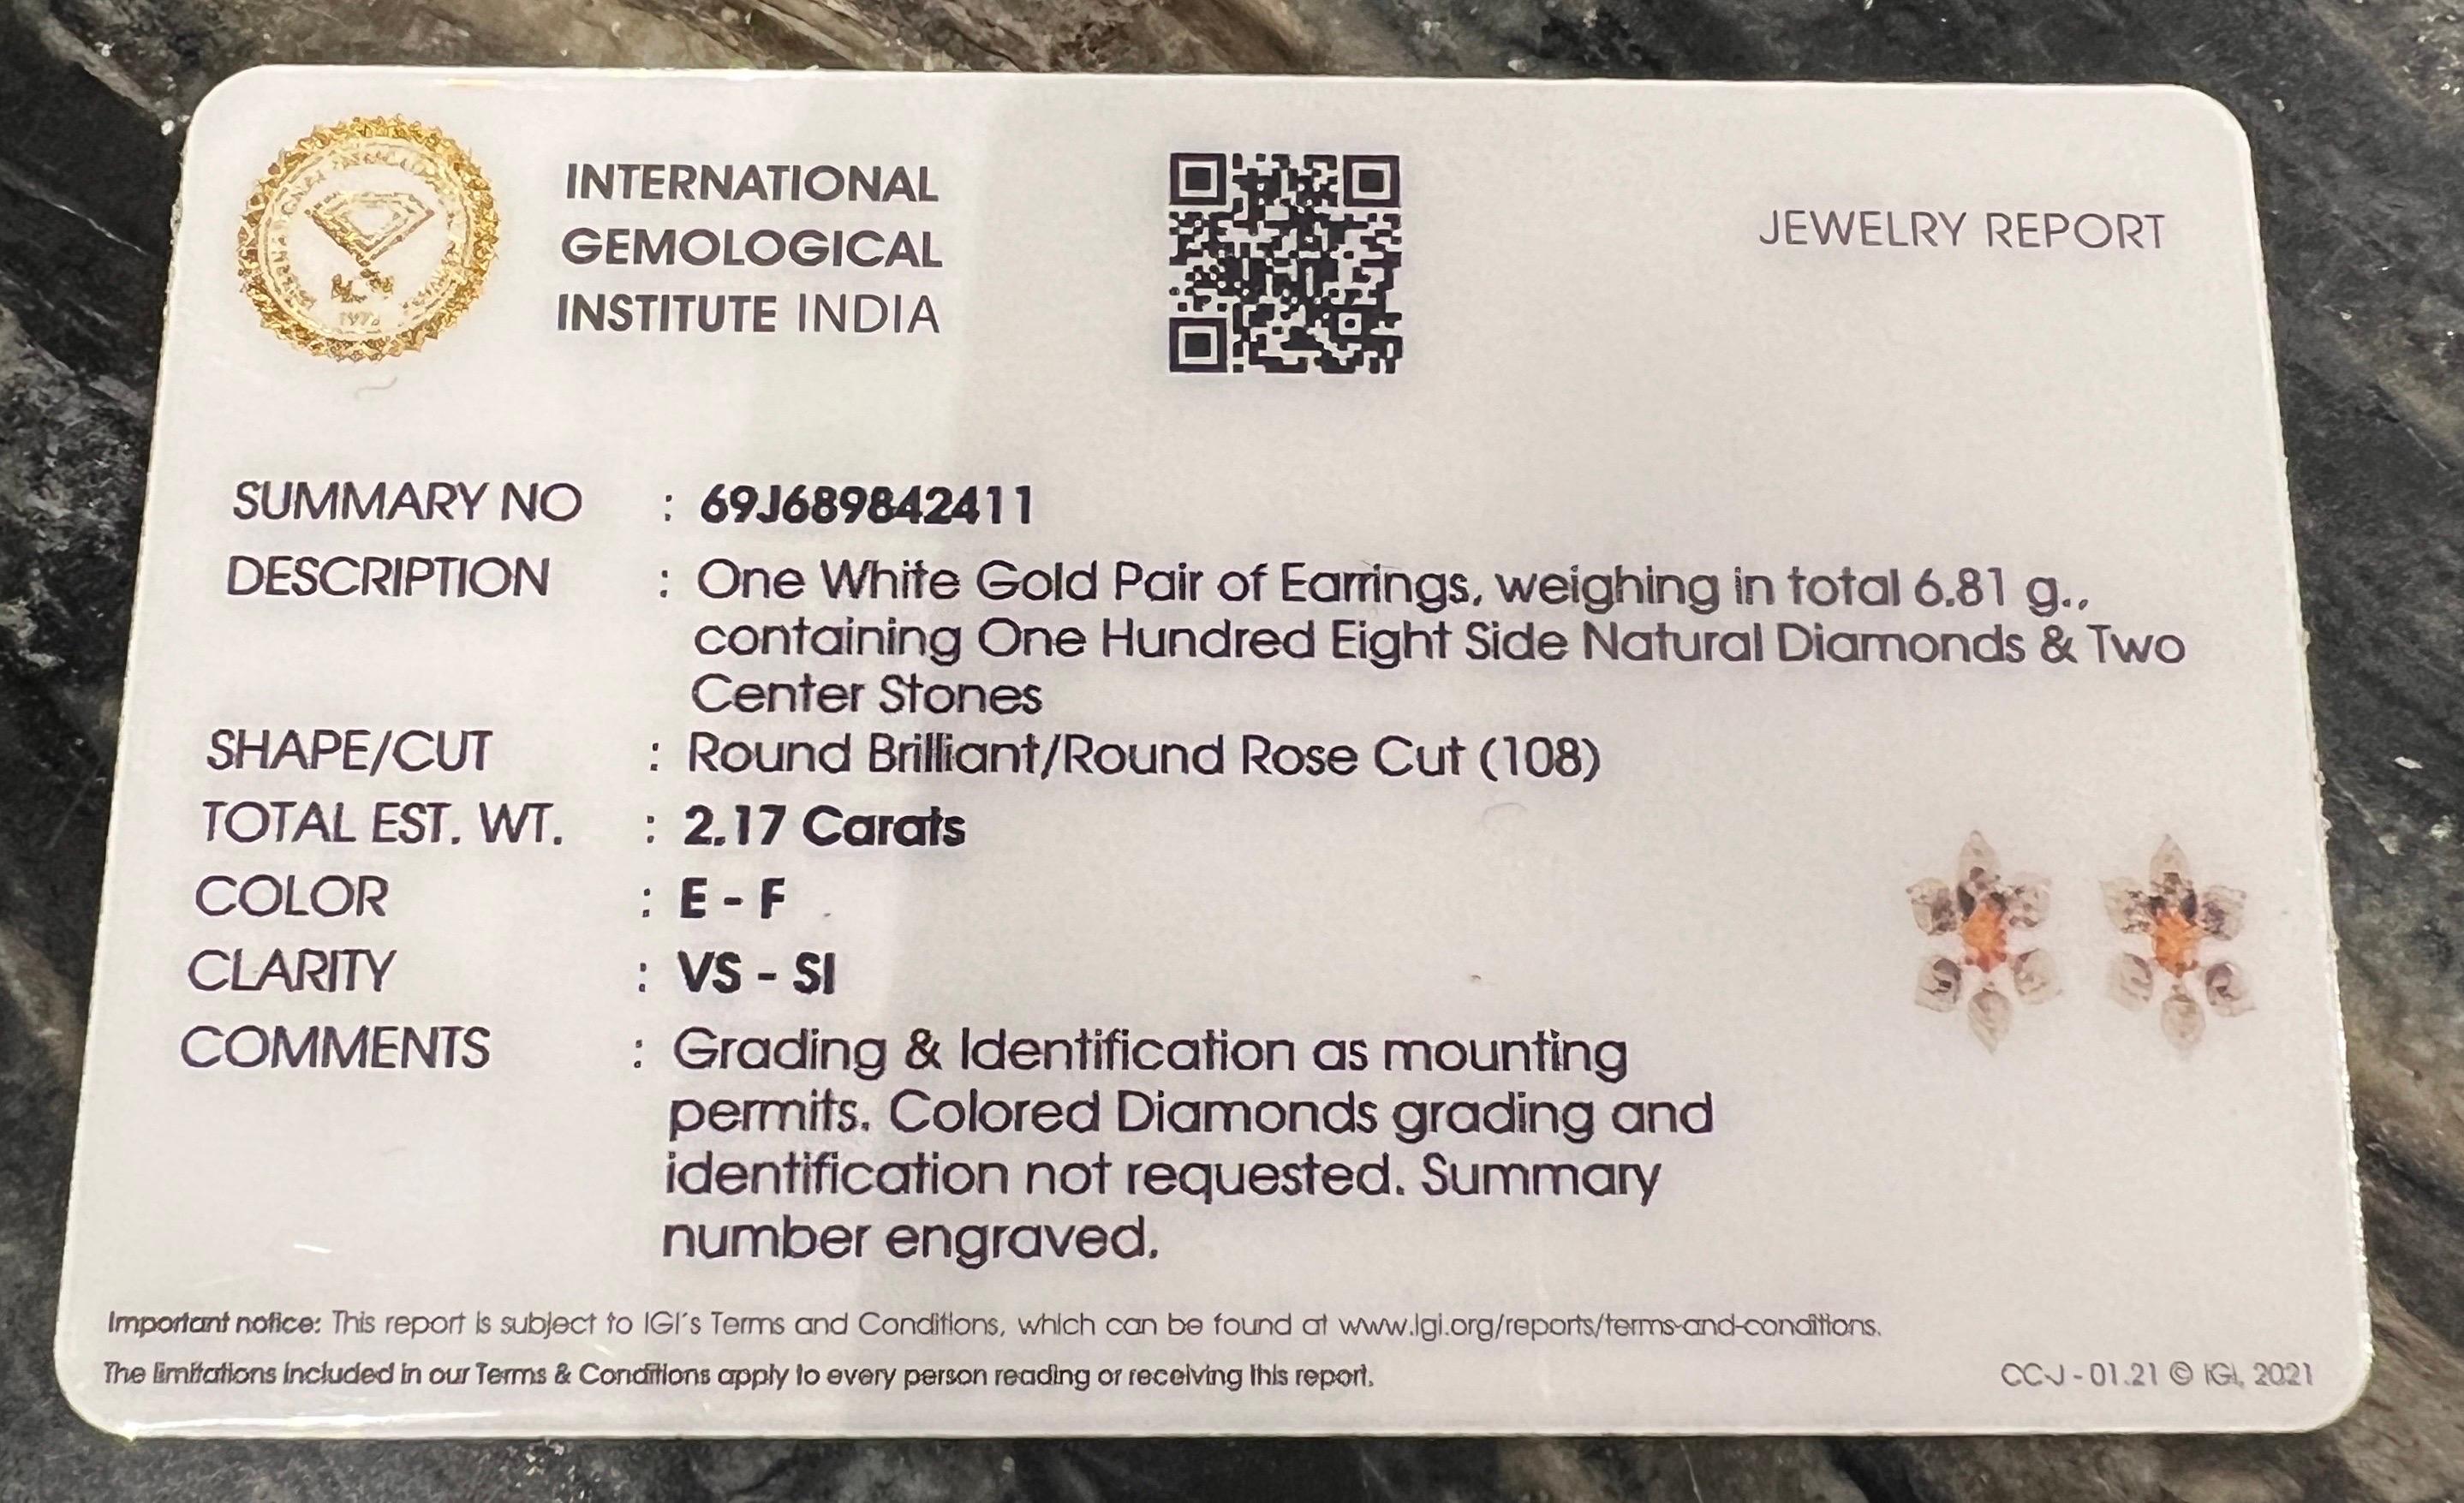 INTERNATIONAL
GEMOLOGICAL
INSTITUTE INDIA
JEWELRY REPORT
SUMMARY NO : 69J689842411
DESCRIPTION : One White Gold Pair of Earrings, weighing in total 6.81 g.,
containing One Hundred Eight Side Natural Diamonds & Two
Center Stones
SHAPE/CUT : Round Brilliant/Round Rose Cut (108)
TOTAL EST. WT. : 2.17 Carats
COLOR : E - F
CLARITY : VS - SI
COMMENTS : Grading & Identification as mounting
permits. Colored Diamonds grading and
identification not requested. Summary
number engraved.
Important notice: This report is subject to IGI's Terms and Conditions, which can be found at www.igi.org/reports/terms-and-conditions.
The limitations included in our Terms & Conditions apply to every person reading or receiving this report.
CC-J - 01.21 © IGI, 2021